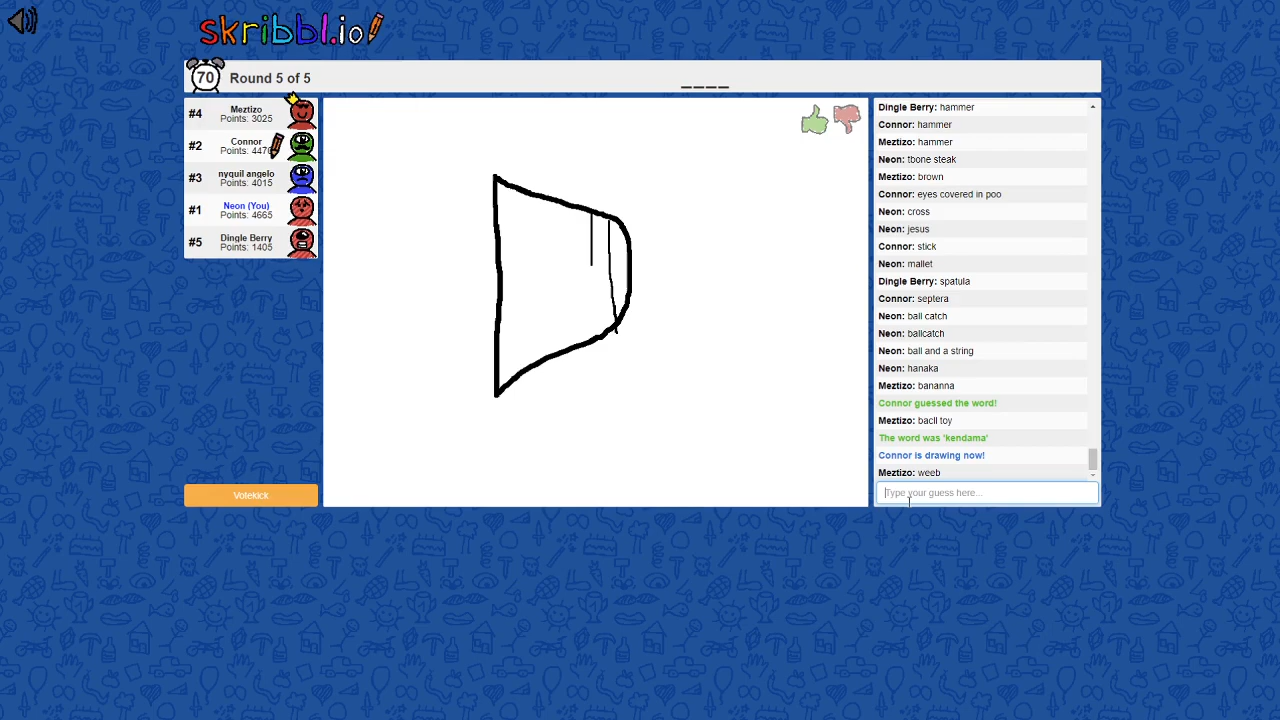 skribbl.io
70
Round 5 of 5
____
#4
Meztizo
Points: 3025
#2
Connor
Points: 447
#3
nyquil angelo
Points: 4015
#1
Neon (You)
Points: 4665
#5
Dingle Berry
Points: 1405
Votekick
Dingle Berry: hammer
Connor: hammer
Meztizo: hammer
Neon: tbone steak
Meztizo: brown
Connor: eyes covered in poo
Neon: cross
Neon: jesus
Connor: stick
Neon: mallet
Dingle Berry: spatula
Connor: septera
Neon: ball catch
Neon: ballcatch
Neon: ball and a string
Neon: hanaka
Meztizo: bananna
Connor guessed the word!
Meztizo: bacll toy
The word was 'kendama'
Connor is drawing now!
Meztizo: weeb
Type your guess here...